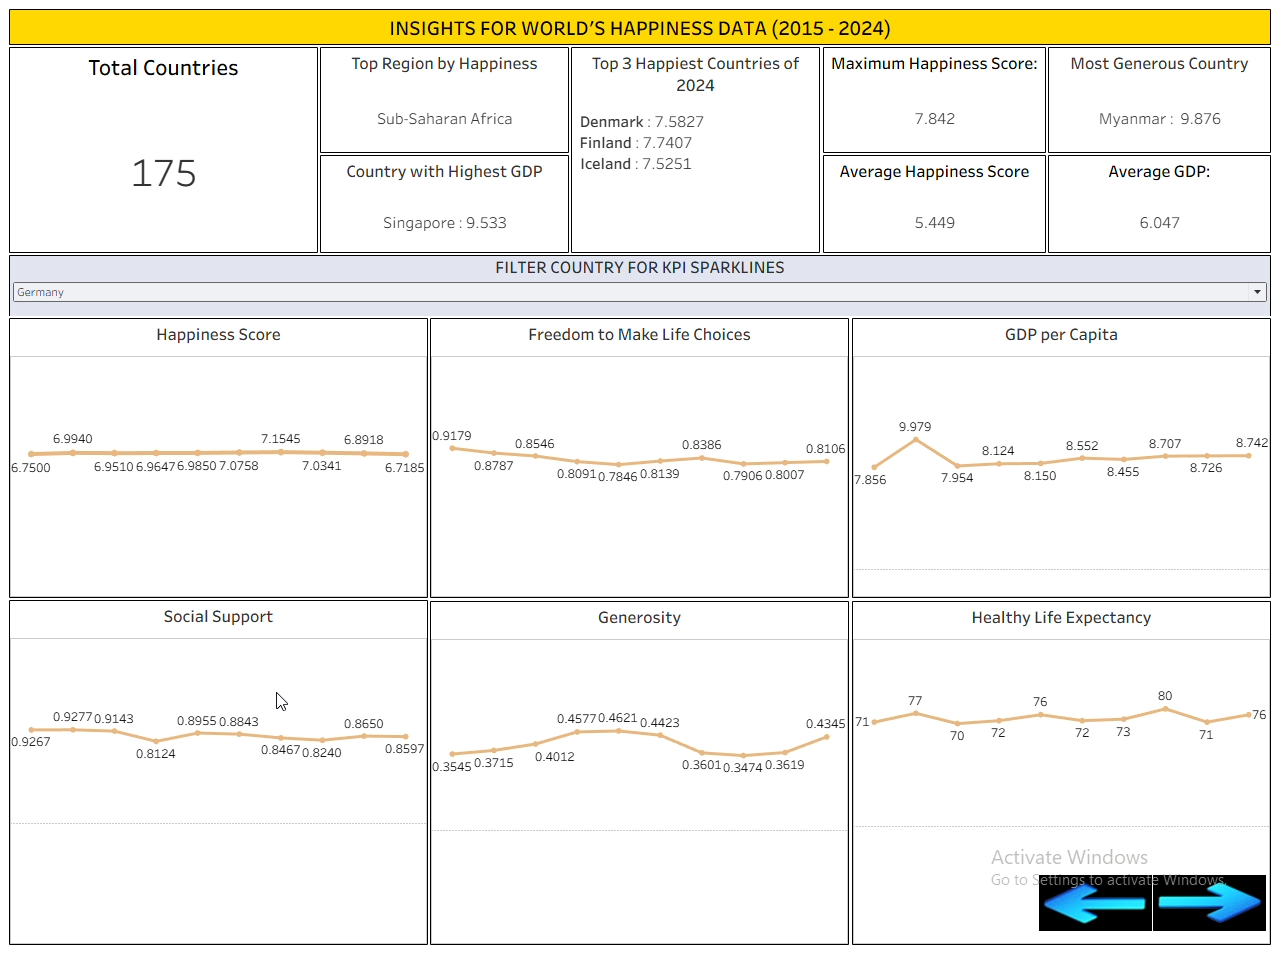 INSIGHTS FOR WORLD'S HAPPINESS DATA (2015 - 2024)
Total Countries
175
Top Region by Happiness
Sub-Saharan Africa
Country with Highest GDP
Singapore : 9.533
Top 3 Happiest Countries of
2024
Denmark : 7.5827
Finland : 7.7407
Iceland : 7.5251
Maximum Happiness Score:
7.842
Average Happiness Score
5.449
Most Generous Country
Myanmar : 9.876
Average GDP:
6.047
FILTER COUNTRY FOR KPI SPARKLINES
Germany
Happiness Score
6.9940 7.1545 6.8918
6.7500 6.9510 6.9647 6.9850 7.0758 7.0341 6.7185
Freedom to Make Life Choices
0.9179 0.8546 0.8386 0.8106
0.8787 0.8091 0.7846 0.8139 0.7906 0.8007
GDP per Capita
9.979 8.124 8.552 8.707 8.742
7.856 7.954 8.150 8.455 8.726
Social Support
0.9277 0.9143 0.8955 0.8843 0.8650
0.9267 0.8124 0.8467 0.8240 0.8597
Generosity
0.4577 0.4621 0.4423 0.4345
0.3545 0.3715 0.4012 0.3601 0.3474 0.3619
Healthy Life Expectancy
71 77 76 80 76
70 72 72 73 71
Activate Windows
Go to Settings to activate Windows.